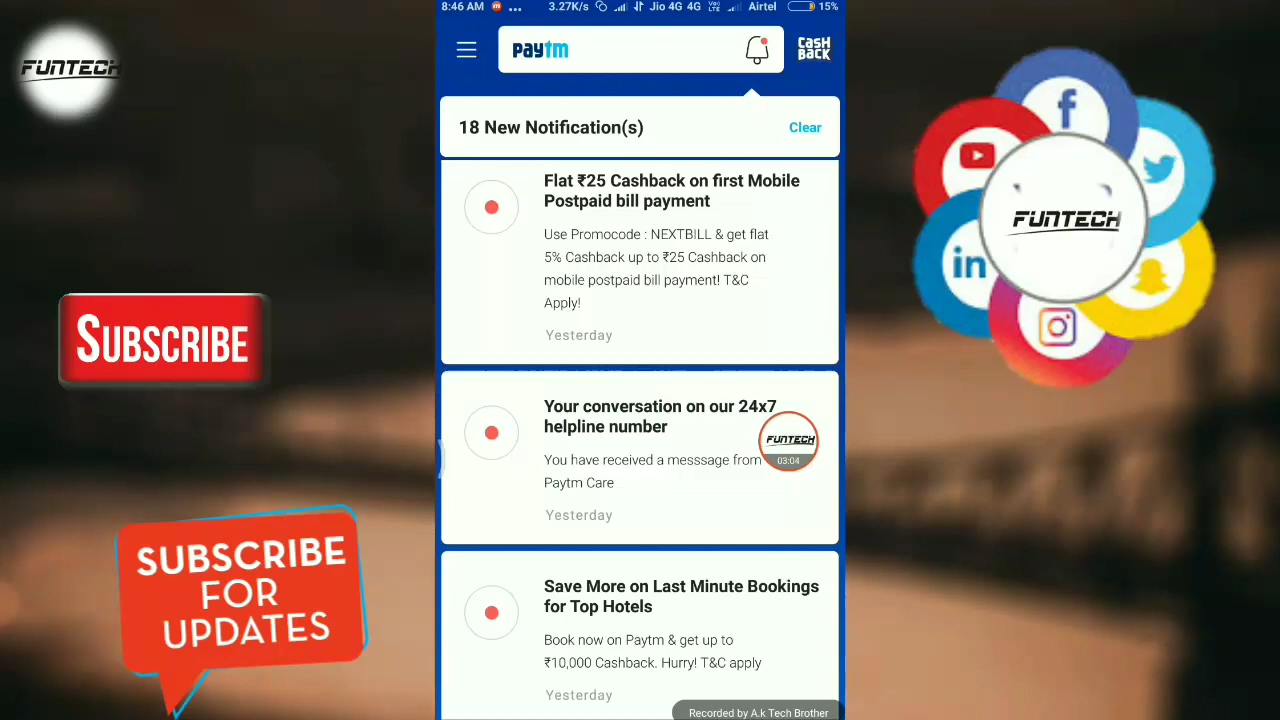 8:46 AM ... 3.27K/s Jio 4G 4G VoLTE Airtel 15%
FUNTECH
paytm
CASH
BACK
18 New Notification(s)
Clear
Flat ₹25 Cashback on first Mobile
Postpaid bill payment
Use Promocode : NEXTBILL & get flat
5% Cashback up to ₹25 Cashback on
mobile postpaid bill payment! T&C
Apply!
Yesterday
Your conversation on our 24x7
helpline number
You have received a messsage from
Paytm Care
Yesterday
FUNTECH
03:04
Save More on Last Minute Bookings
for Top Hotels
Book now on Paytm & get up to
₹10,000 Cashback. Hurry! T&C apply
Yesterday
Recorded by A.k Tech Brother
SUBSCRIBE
SUBSCRIBE
FOR
UPDATES
f
in
FUNTECH